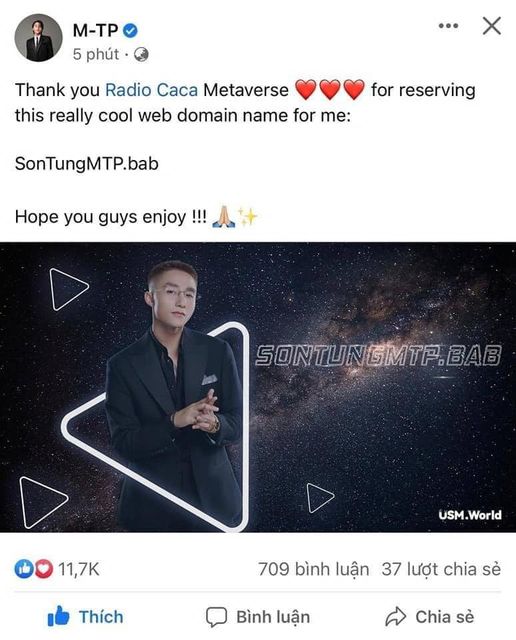 M-TP
5 phút ·
Thank you Radio Caca Metaverse ❤️❤️❤️ for reserving
this really cool web domain name for me:
SonTungMTP.bab
Hope you guys enjoy !!! 🙏🏻✨
SONTUNGMTP.BAB
USM.World
11,7K 709 bình luận 37 lượt chia sẻ
Thích Bình luận Chia sẻ